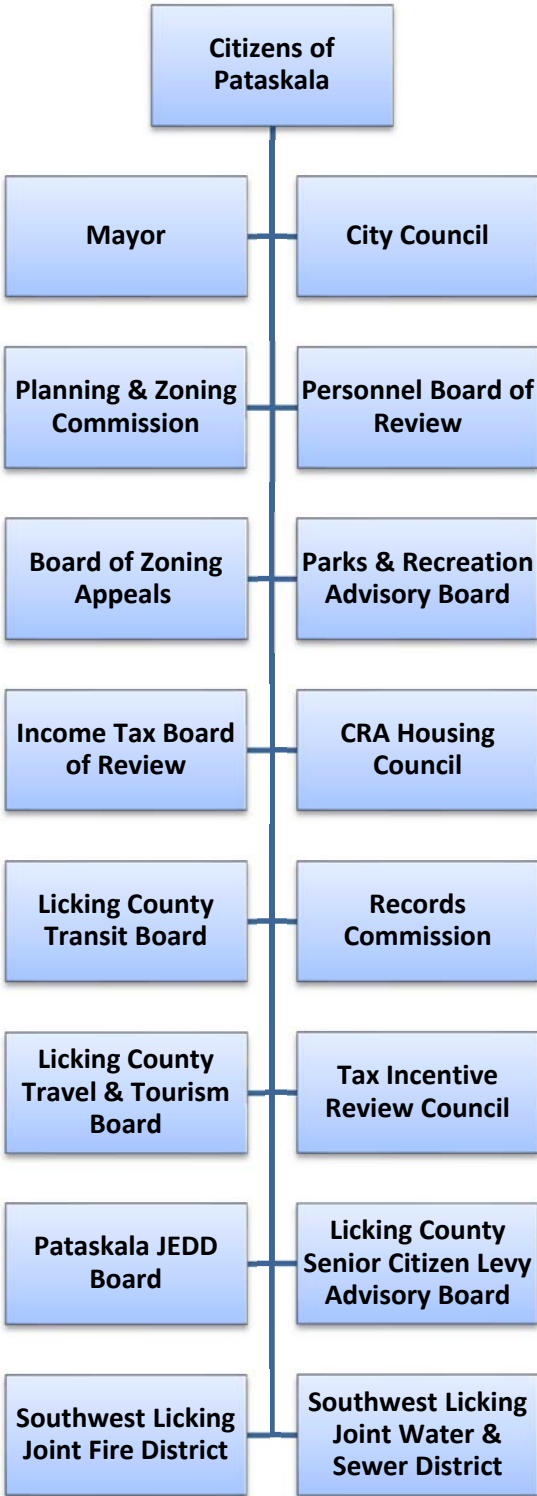 Citizens of
Pataskala
Mayor
City Council
Planning & Zoning
Commission
Personnel Board of
Review
Board of Zoning
Appeals
Parks & Recreation
Advisory Board
Income Tax Board
of Review
CRA Housing
Council
Licking County
Transit Board
Records
Commission
Licking County
Travel & Tourism
Board
Tax Incentive
Review Council
Pataskala JEDD
Board
Licking County
Senior Citizen Levy
Advisory Board
Southwest Licking
Joint Fire District
Southwest Licking
Joint Water &
Sewer District